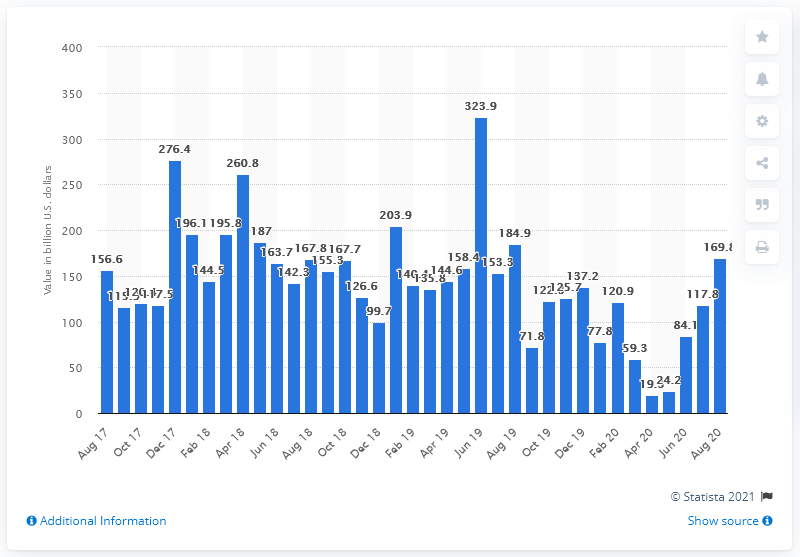 400
350
300
250
200
150
100
50
0
Value in billion U.S. dollars
156.6
117.5
276.4
196.1
144.5
195.8
260.8
187
163.7
142.3
167.8
155.3
167.7
126.6
99.7
203.9
135.8
144.6
158.4
323.9
153.3
184.9
71.8
125.7
137.2
77.8
120.9
59.3
24.2
84.1
117.8
169.8
Aug 17
Oct 17
Dec 17
Feb 18
Apr 18
Jun 18
Aug 18
Oct 18
Dec 18
Feb 19
Apr 19
Jun 19
Aug 19
Oct 19
Dec 19
Feb 20
Apr 20
Jun 20
Aug 20
© Statista 2021
Additional Information
Show source